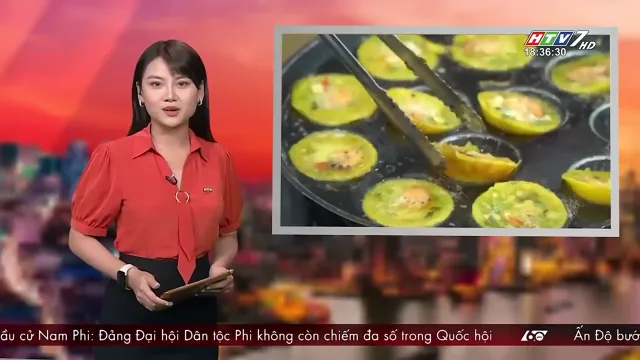 HTV7 HD
18:36:30
ầu cử Nam Phi: Đảng Đại hội Dân tộc Phi không còn chiếm đa số trong Quốc hội 60 Ấn Độ bướ